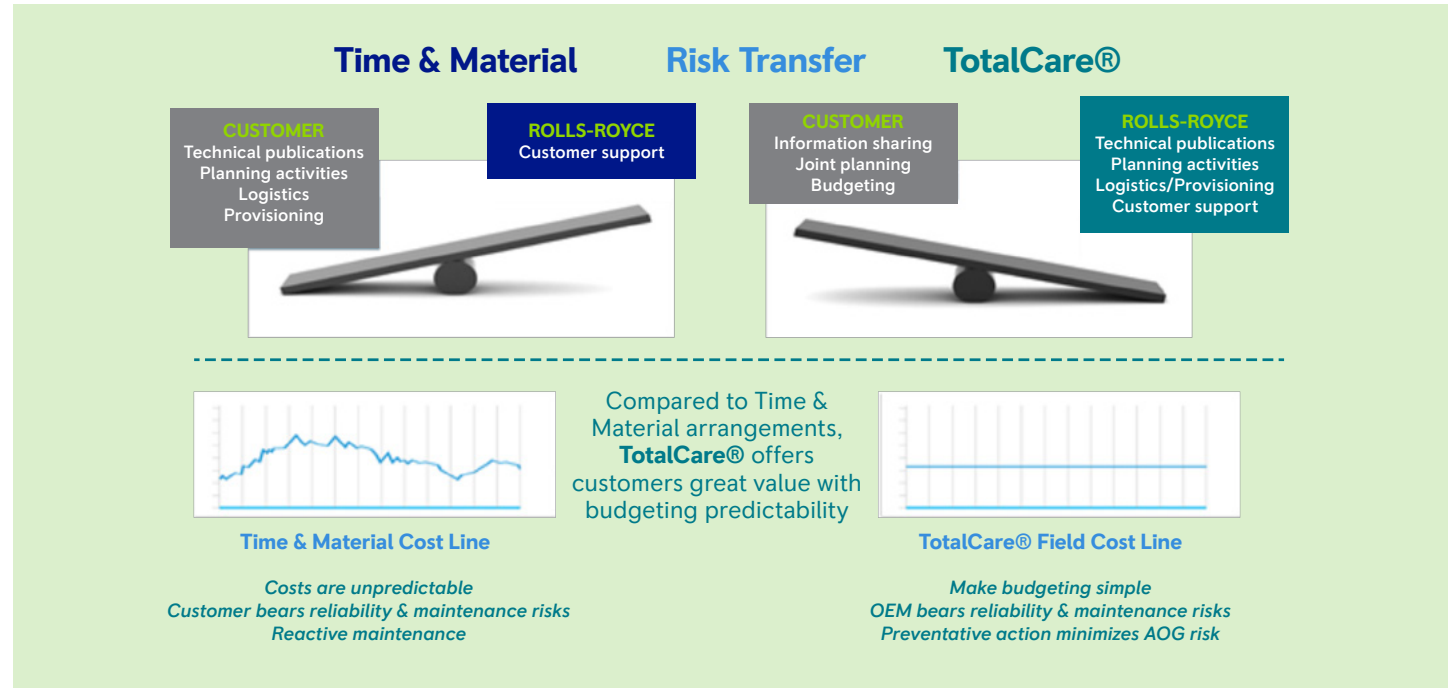 Time & Material
Risk Transfer
TotalCare®
CUSTOMER
Technical publications
Planning activities
Logistics
Provisioning
ROLLS-ROYCE
Customer support
CUSTOMER
Information sharing
Joint planning
Budgeting
ROLLS-ROYCE
Technical publications
Planning activities
Logistics/Provisioning
Customer support
Compared to Time &
Material arrangements,
TotalCare® offers
customers great value with
budgeting predictability
Time & Material Cost Line
Costs are unpredictable
Customer bears reliability & maintenance risks
Reactive maintenance
TotalCare® Field Cost Line
Make budgeting simple
OEM bears reliability & maintenance risks
Preventative action minimizes AOG risk